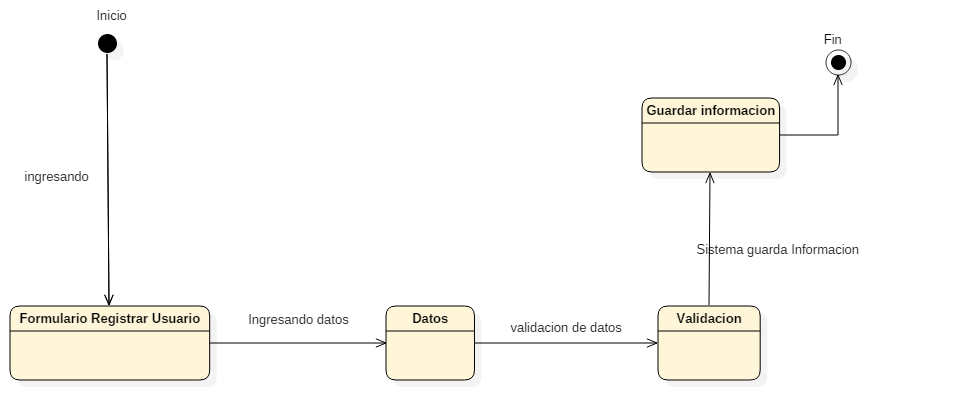 Inicio
Fin
Guardar informacion
ingresando
Sistema guarda Informacion
Formulario Registrar Usuario
Ingresando datos
Datos
validacion de datos
Validacion